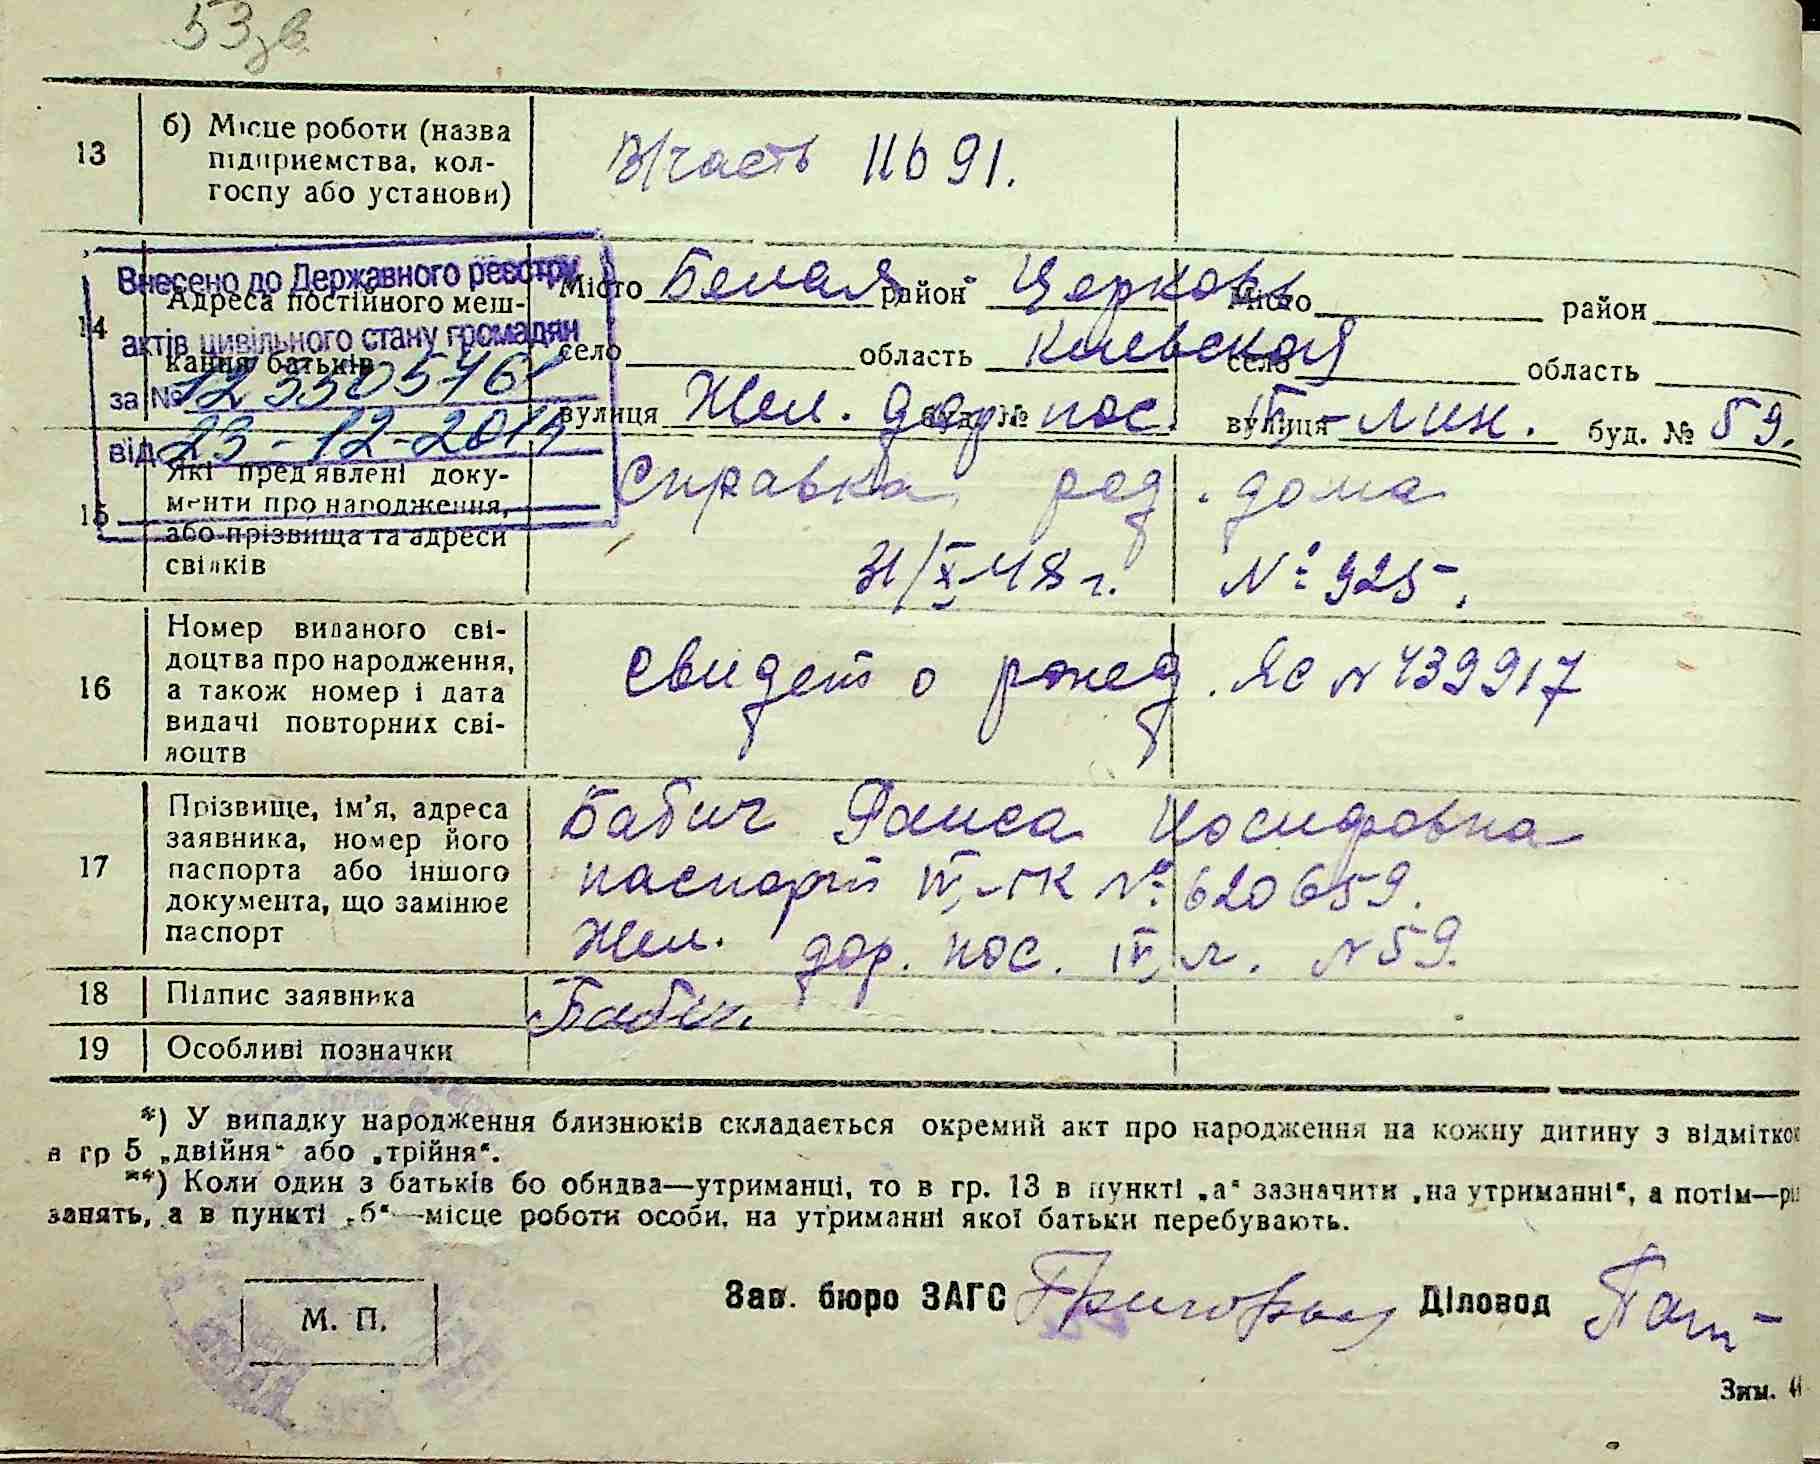 53зв
13 б) Місце роботи (назва
підприємства, кол-
госпу або установи)
В/часть 11691.
Внесено до Державного реєстру
актів цивільного стану громадян
за №
від 23-12-2014
14 Адреса постійного меш-
кання батьків
Місто Белая район Церковь
село область Киевская
вулиця Жел. дор буд. № пос. IV-лин.
Місто район
село область
вулиця буд. № 59.
15 Які пред'явлені доку-
менти про народження,
або прізвища та адреси
свідків
Справка род. дома
31/X-48 г. № 925.
16 Номер виданого сві-
доцтва про народження,
а також номер і дата
видачі повторних сві-
доцтв
Свидет о рожд. ЯС N 439917
17 Прізвище, ім'я, адреса
заявника, номер його
паспорта або іншого
документа, що замінює
паспорт
Бабич Раиса Иосифовна
паспорт IV-ГК № 620659.
Жел. дор. пос. IV л. N 59.
18 Підпис заявника
Бабич
19 Особливі позначки
*) У випадку народження близнюків складається окремий акт про народження на кожну дитину з відміткою
в гр 5 „двійня“ або „трійня“.
**) Коли один з батьків бо обидва—утриманці, то в гр. 13 в пункті „а“ зазначити „на утриманні“, а потім—рі
занять, а в пункті „б“—місце роботи особи, на утриманні якої батьки перебувають.
М. П.
Зав. бюро ЗАГС Діловод
Зим.